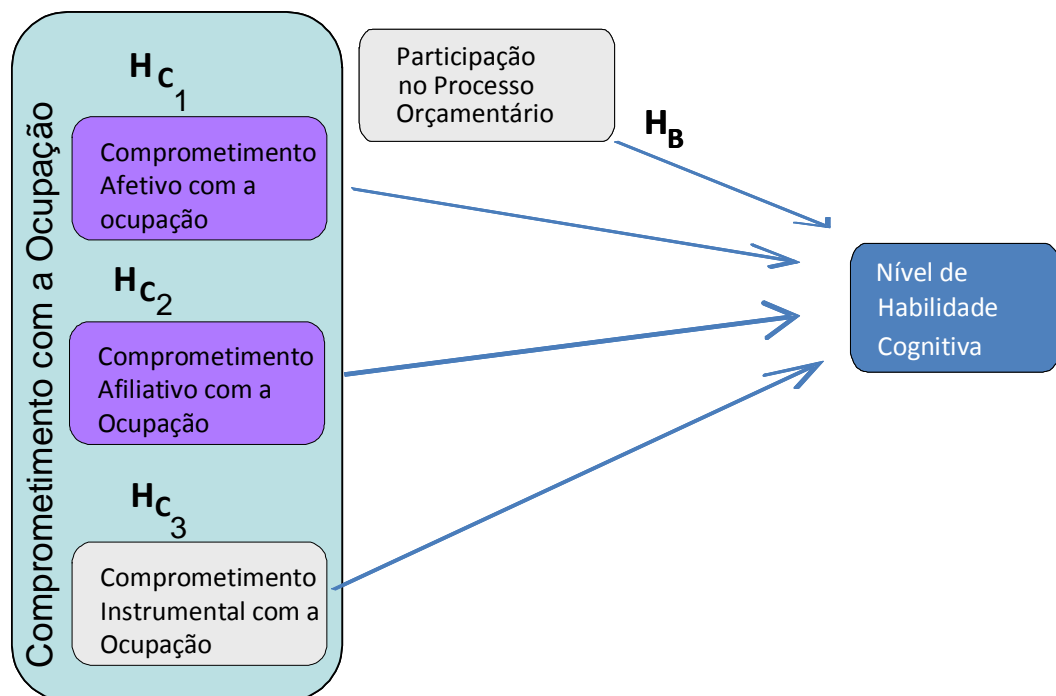 Comprometimento com a Ocupação
HC1
Comprometimento
Afetivo com a
ocupação
HC2
Comprometimento
Afiliativo com a
Ocupação
HC3
Comprometimento
Instrumental com a
Ocupação
Participação
no Processo
Orçamentário
HB
Nível de
Habilidade
Cognitiva